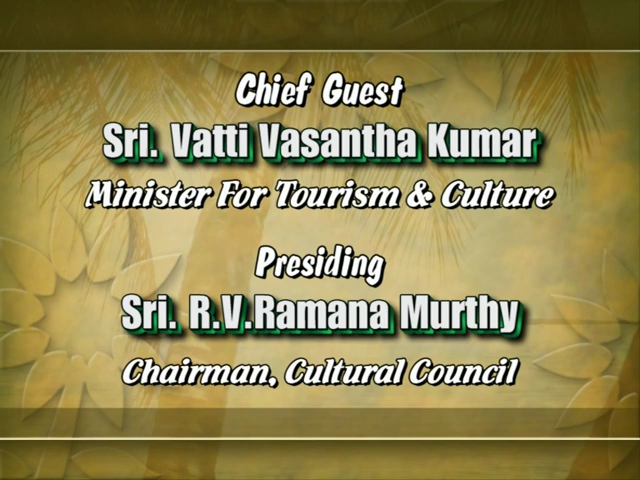 Chief Guest
Sri. Vatti Vasantha Kumar
Minister For Tourism & Culture
Presiding
Sri. R.V.Ramana Murthy
Chairman, Cultural Council